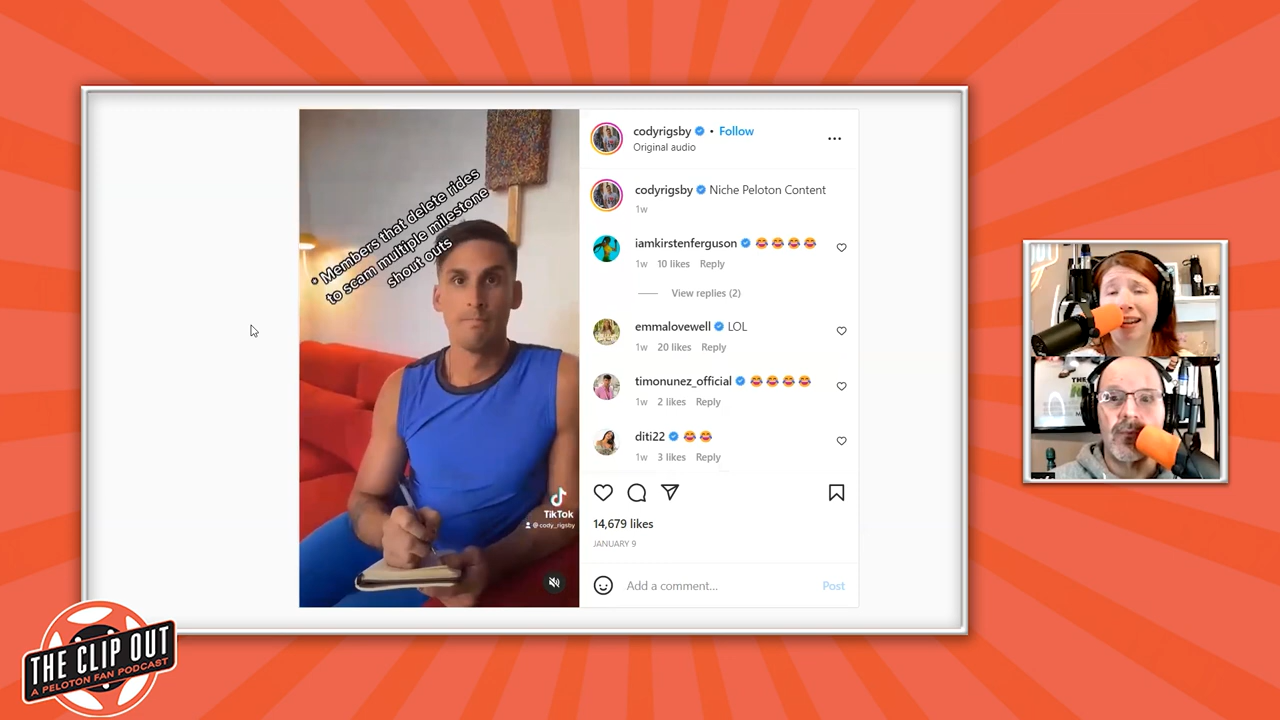 • Members that delete rides
to scam multiple milestone
shout outs
TikTok
@cody_rigsby
codyrigsby • Follow
Original audio
codyrigsby Niche Peloton Content
1w
iamkirstenferguson 😂😂😂😂
1w 10 likes Reply
View replies (2)
emmalovewell LOL
1w 20 likes Reply
timonunez_official 😂😂😂😂
1w 2 likes Reply
diti22 😂😂
1w 3 likes Reply
14,679 likes
JANUARY 9
Add a comment... Post
THE
THE CLIP OUT
A PELOTON FAN PODCAST